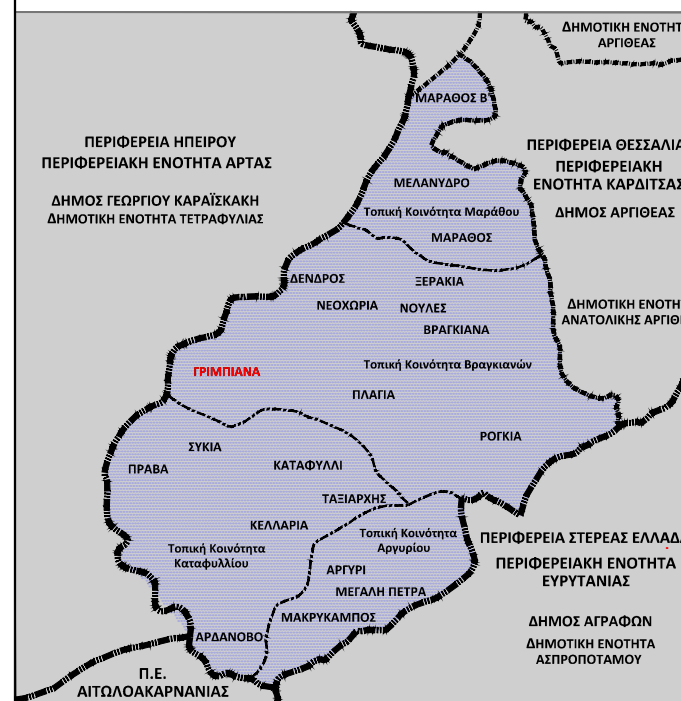 ΔΗΜΟΤΙΚΗ ΕΝΟΤΗΤ
ΑΡΓΙΘΕΑΣ
ΜΑΡΑΘΟΣ Β'
ΠΕΡΙΦΕΡΕΙΑ ΗΠΕΙΡΟΥ
ΠΕΡΙΦΕΡΕΙΑΚΗ ΕΝΟΤΗΤΑ ΑΡΤΑΣ
ΔΗΜΟΣ ΓΕΩΡΓΙΟΥ ΚΑΡΑΪΣΚΑΚΗ
ΔΗΜΟΤΙΚΗ ΕΝΟΤΗΤΑ ΤΕΤΡΑΦΥΛΙΑΣ
ΠΕΡΙΦΕΡΕΙΑ ΘΕΣΣΑΛΙΑ
ΠΕΡΙΦΕΡΕΙΑΚΗ
ΕΝΟΤΗΤΑ ΚΑΡΔΙΤΣΑΣ
ΔΗΜΟΣ ΑΡΓΙΘΕΑΣ
ΜΕΛΑΝΥΔΡΟ
Τοπική Κοινότητα Μαράθου
ΜΑΡΑΘΟΣ
ΔΕΝΔΡΟΣ
ΞΕΡΑΚΙΑ
ΝΕΟΧΩΡΙΑ
ΝΟΥΛΕΣ
ΒΡΑΓΚΙΑΝΑ
ΔΗΜΟΤΙΚΗ ΕΝΟΤΗ
ΑΝΑΤΟΛΙΚΗΣ ΑΡΓΙΘ
Τοπική Κοινότητα Βραγκιανών
ΓΡΙΜΠΙΑΝΑ
ΠΛΑΓΙΑ
ΡΟΓΚΙΑ
ΣΥΚΙΑ
ΠΡΑΒΑ
ΚΑΤΑΦΥΛΛΙ
ΤΑΞΙΑΡΧΗΣ
ΚΕΛΛΑΡΙΑ
Τοπική Κοινότητα
Καταφυλλίου
Τοπική Κοινότητα
Αργυρίου
ΑΡΓΥΡΙ
ΜΕΓΑΛΗ ΠΕΤΡΑ
ΜΑΚΡΥΚΑΜΠΟΣ
ΑΡΔΑΝΟΒΟ
ΠΕΡΙΦΕΡΕΙΑ ΣΤΕΡΕΑΣ ΕΛΛΑΔ
ΠΕΡΙΦΕΡΕΙΑΚΗ ΕΝΟΤΗΤΑ
ΕΥΡΥΤΑΝΙΑΣ
ΔΗΜΟΣ ΑΓΡΑΦΩΝ
ΔΗΜΟΤΙΚΗ ΕΝΟΤΗΤΑ
ΑΣΠΡΟΠΟΤΑΜΟΥ
Π.Ε.
ΑΙΤΩΛΟΑΚΑΡΝΑΝΙΑΣ